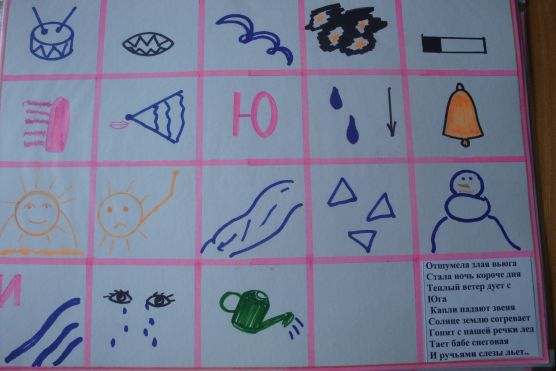 Ю
И
Отшумела злая вьюга
Стала ночь короче дня
Теплый ветер дует с
Юга
Капли падают звеня
Солнце землю согревает
Гонит с нашей речки лед
Тает баба снеговая
И ручьями слезы льет..